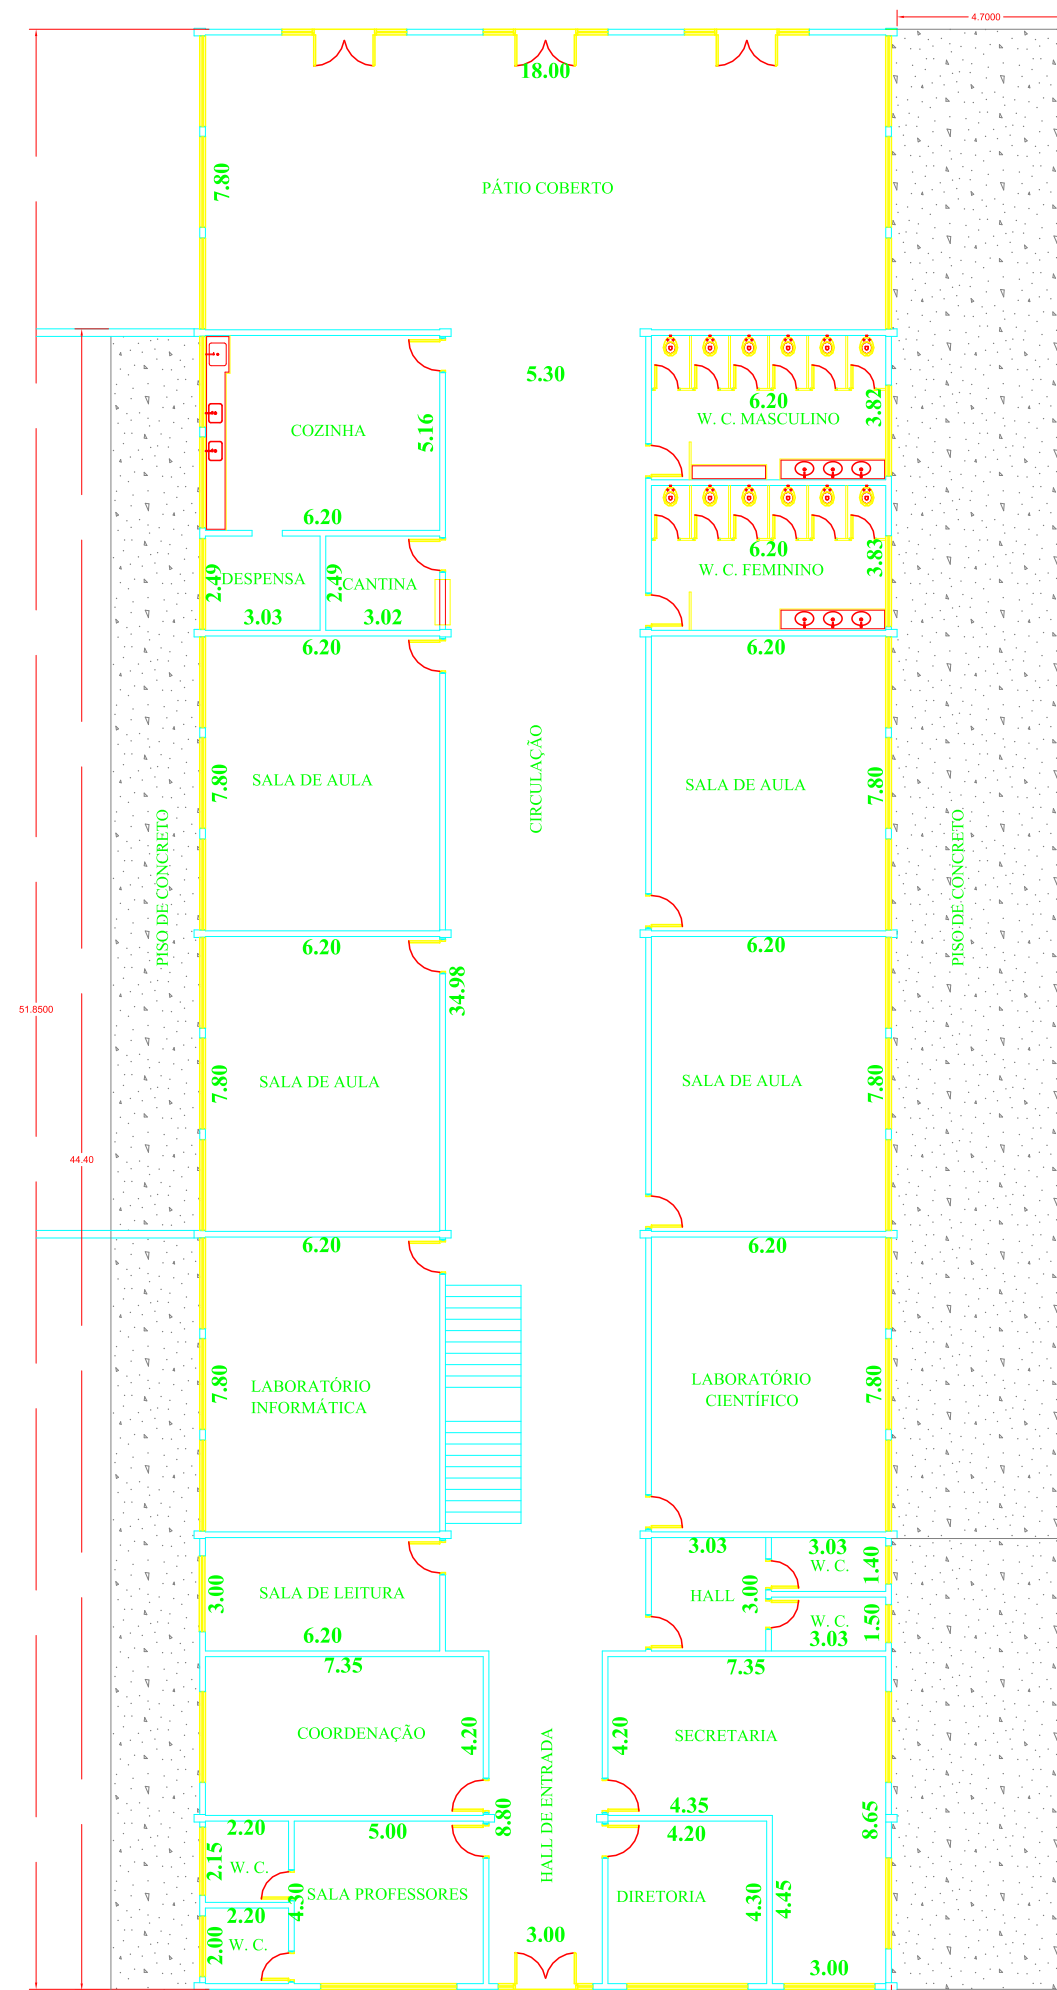 4.7000
18.00
7.80
PÁTIO COBERTO
5.30
6.20
3.82
W. C. MASCULINO
COZINHA
5.16
6.20
6.20
3.83
W. C. FEMININO
2.49
DESPENSA
3.03
2.49
CANTINA
3.02
6.20
6.20
CIRCULAÇÃO
SALA DE AULA
7.80
SALA DE AULA
7.80
PISO DE CONCRETO
PISO DE CONCRETO
6.20
6.20
34.98
51.8500
SALA DE AULA
7.80
SALA DE AULA
7.80
44.40
6.20
6.20
7.80
LABORATÓRIO
INFORMÁTICA
LABORATÓRIO
CIENTÍFICO
7.80
3.03
3.03
W. C.
1.40
3.00
SALA DE LEITURA
HALL
3.00
W. C.
3.03
1.50
6.20
7.35
7.35
COORDENAÇÃO
4.20
4.20
SECRETARIA
HALL DE ENTRADA
8.80
4.35
8.65
2.20
5.00
4.20
2.15
W. C.
4.30
SALA PROFESSORES
DIRETORIA
4.30
4.45
2.20
2.00
W. C.
3.00
3.00